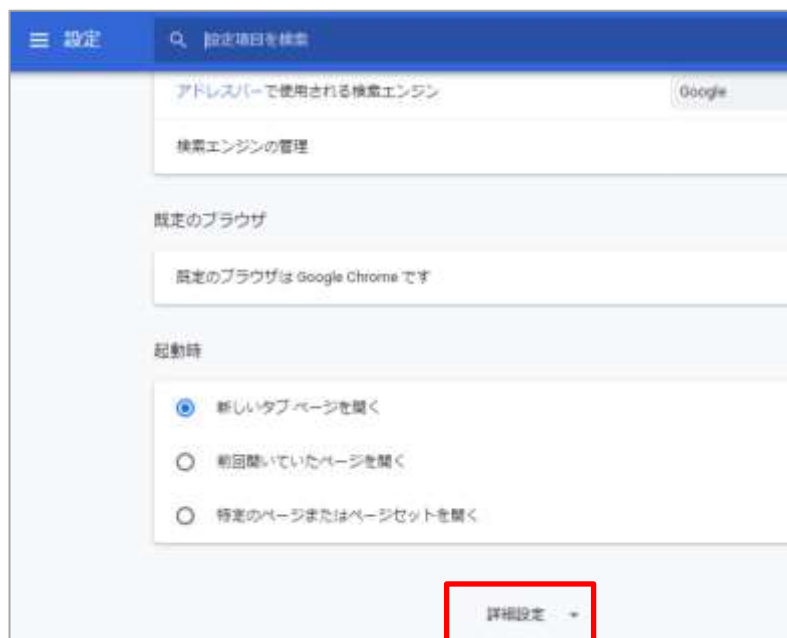 設定
設定項目を検索
アドレスバーで使用される検索エンジン
Google
検索エンジンの管理
既定のブラウザ
既定のブラウザは Google Chrome です
起動時
新しいタブ ページを開く
前回開いていたページを開く
特定のページまたはページセットを開く
詳細設定